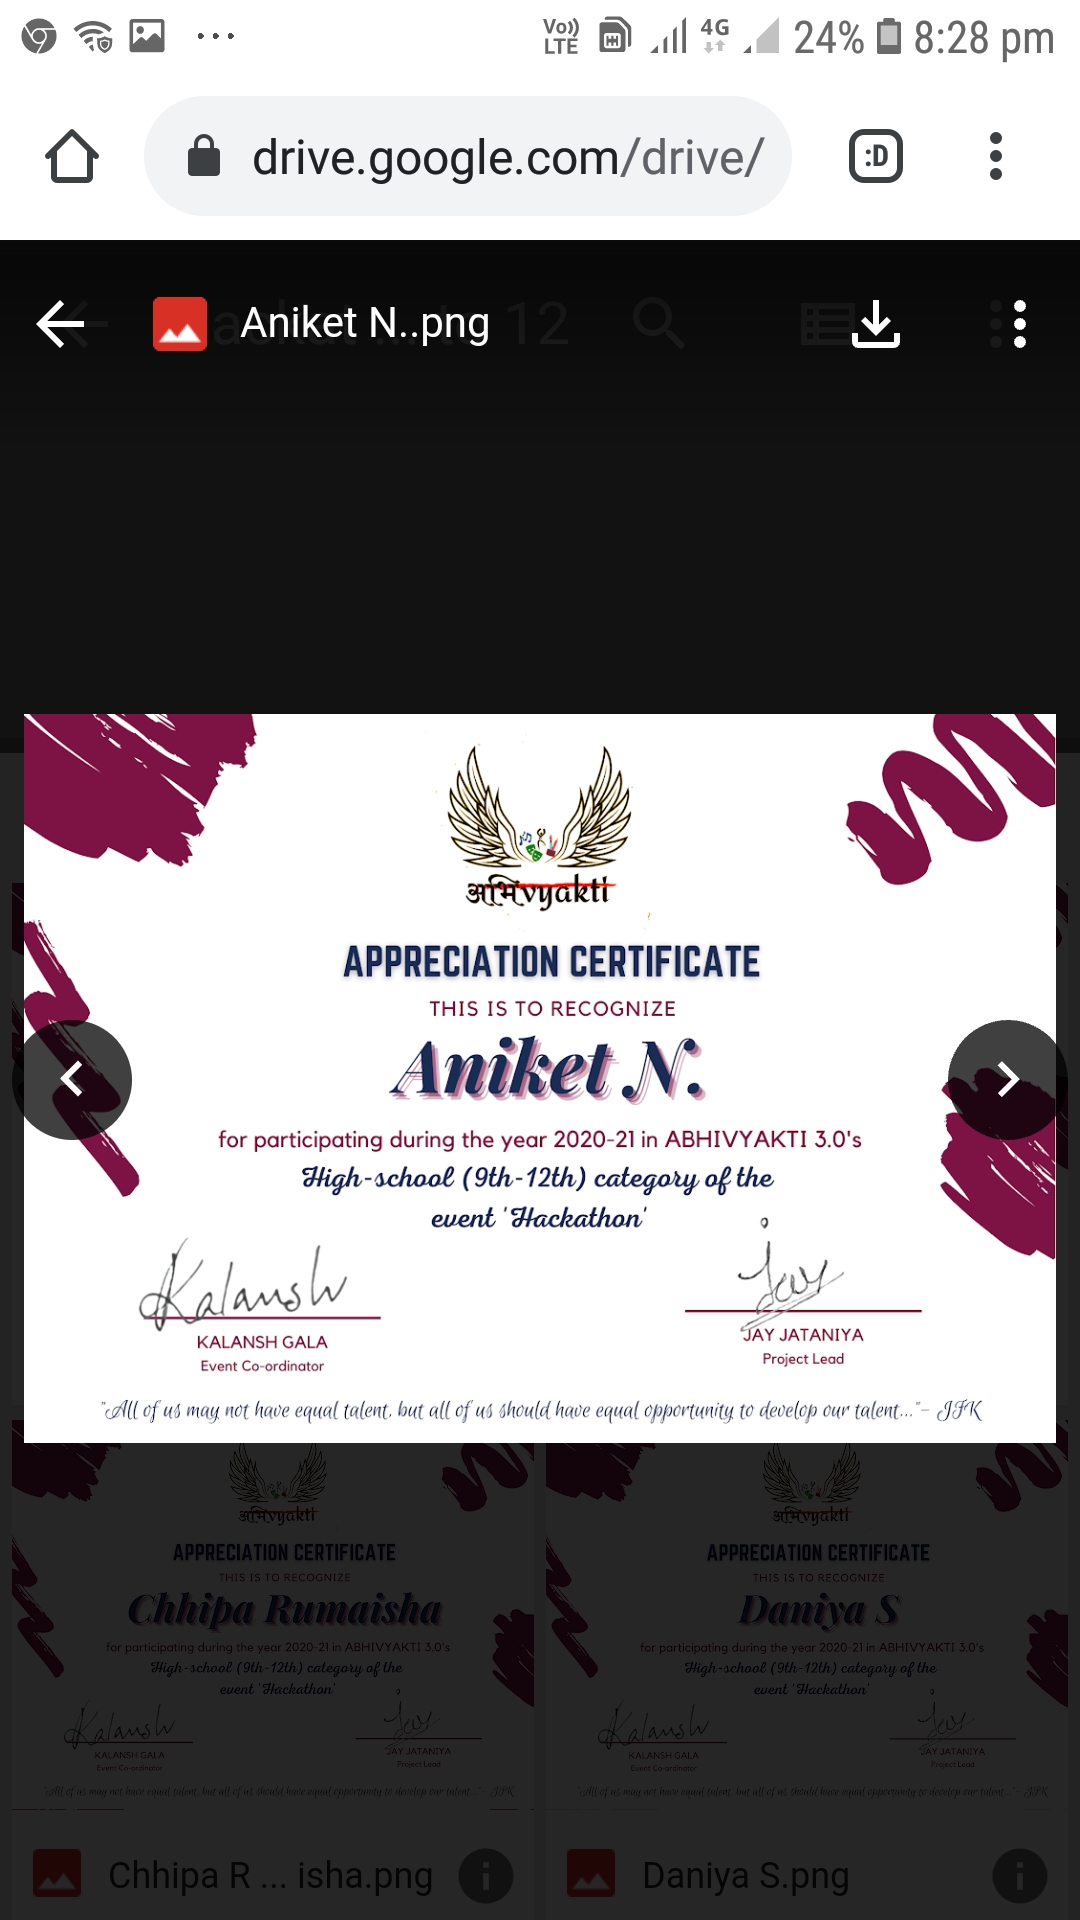 Vo)) LTE 4G 24% 8:28 pm
drive.google.com/drive/
:D
Aniket N..png
12
अभिvyakti
APPRECIATION CERTIFICATE
THIS IS TO RECOGNIZE
Aniket N.
for participating during the year 2020-21 in ABHIVYAKTI 3.0's
High-school (9th-12th) category of the
event 'Hackathon'
Kalansh
Jay
KALANSH GALA
JAY JATANIYA
Event Co-ordinator
Project Lead
"All of us may not have equal talent, but all of us should have equal opportunity to develop our talent..."- JFK
अभिvyakti
APPRECIATION CERTIFICATE
THIS IS TO RECOGNIZE
Chhipa Rumaisha
for participating during the year 2020-21 in ABHIVYAKTI 3.0's
High-school (9th-12th) category of the
event 'Hackathon'
Kalansh
Jay
KALANSH GALA
JAY JATANIYA
Event Co-ordinator
Project Lead
"All of us may not have equal talent, but all of us should have equal opportunity to develop our talent..."- JFK
Chhipa R ... isha.png
अभिvyakti
APPRECIATION CERTIFICATE
THIS IS TO RECOGNIZE
Daniya S
for participating during the year 2020-21 in ABHIVYAKTI 3.0's
High-school (9th-12th) category of the
event 'Hackathon'
Kalansh
Jay
KALANSH GALA
JAY JATANIYA
Event Co-ordinator
Project Lead
"All of us may not have equal talent, but all of us should have equal opportunity to develop our talent..."- JFK
Daniya S.png